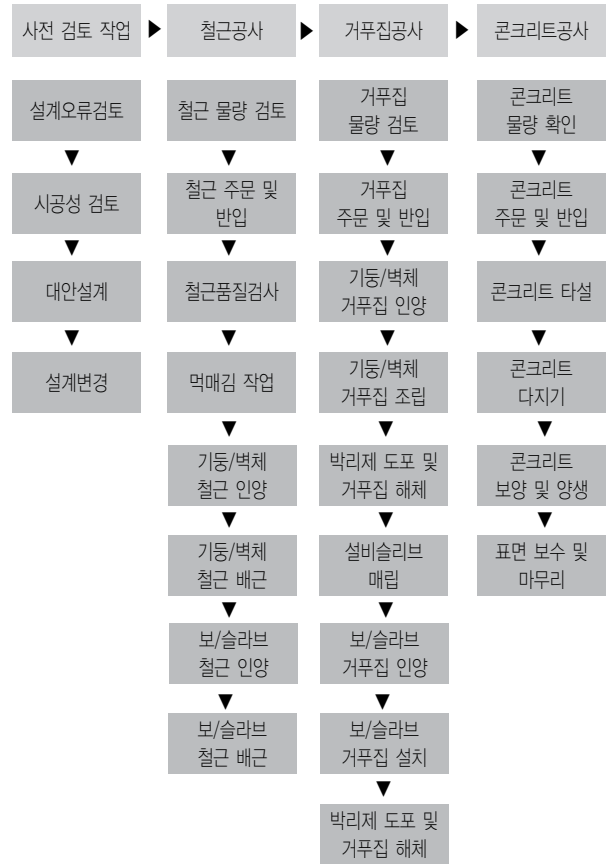 사전 검토 작업 ▶ 철근공사 ▶ 거푸집공사 ▶ 콘크리트공사
설계오류검토
▼
시공성 검토
▼
대안설계
▼
설계변경
철근 물량 검토
▼
철근 주문 및
반입
▼
철근품질검사
▼
먹매김 작업
▼
기둥/벽체
철근 인양
▼
기둥/벽체
철근 배근
▼
보/슬라브
철근 인양
▼
보/슬라브
철근 배근
거푸집
물량 검토
▼
거푸집
주문 및 반입
▼
기둥/벽체
거푸집 인양
▼
기둥/벽체
거푸집 조립
▼
박리제 도포 및
거푸집 해체
▼
설비슬리브
매립
▼
보/슬라브
거푸집 인양
▼
보/슬라브
거푸집 설치
▼
박리제 도포 및
거푸집 해체
콘크리트
물량 확인
▼
콘크리트
주문 및 반입
▼
콘크리트 타설
▼
콘크리트
다지기
▼
콘크리트
보양 및 양생
▼
표면 보수 및
마무리